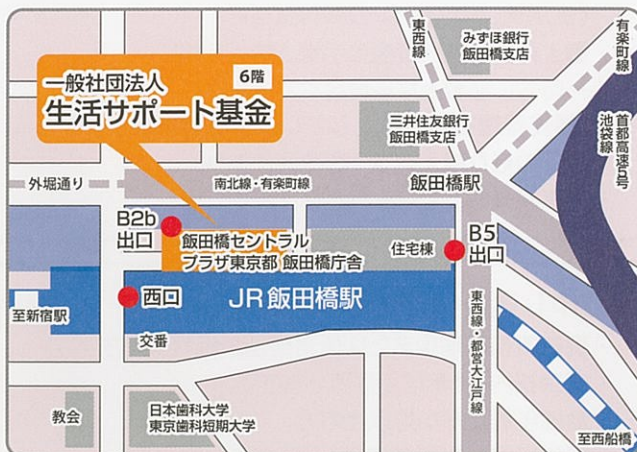 一般社団法人
6階
生活サポート基金
東西線
みずほ銀行
飯田橋支店
有楽町線
三井住友銀行
飯田橋支店
首都高速5号
池袋線
外堀通り
南北線・有楽町線
飯田橋駅
B2b
出口
飯田橋セントラル
プラザ東京都 飯田橋庁舎
住宅棟
B5
出口
西口
JR飯田橋駅
至新宿駅
交番
東西線・都営大江戸線
教会
日本歯科大学
東京歯科短期大学
至西船橋